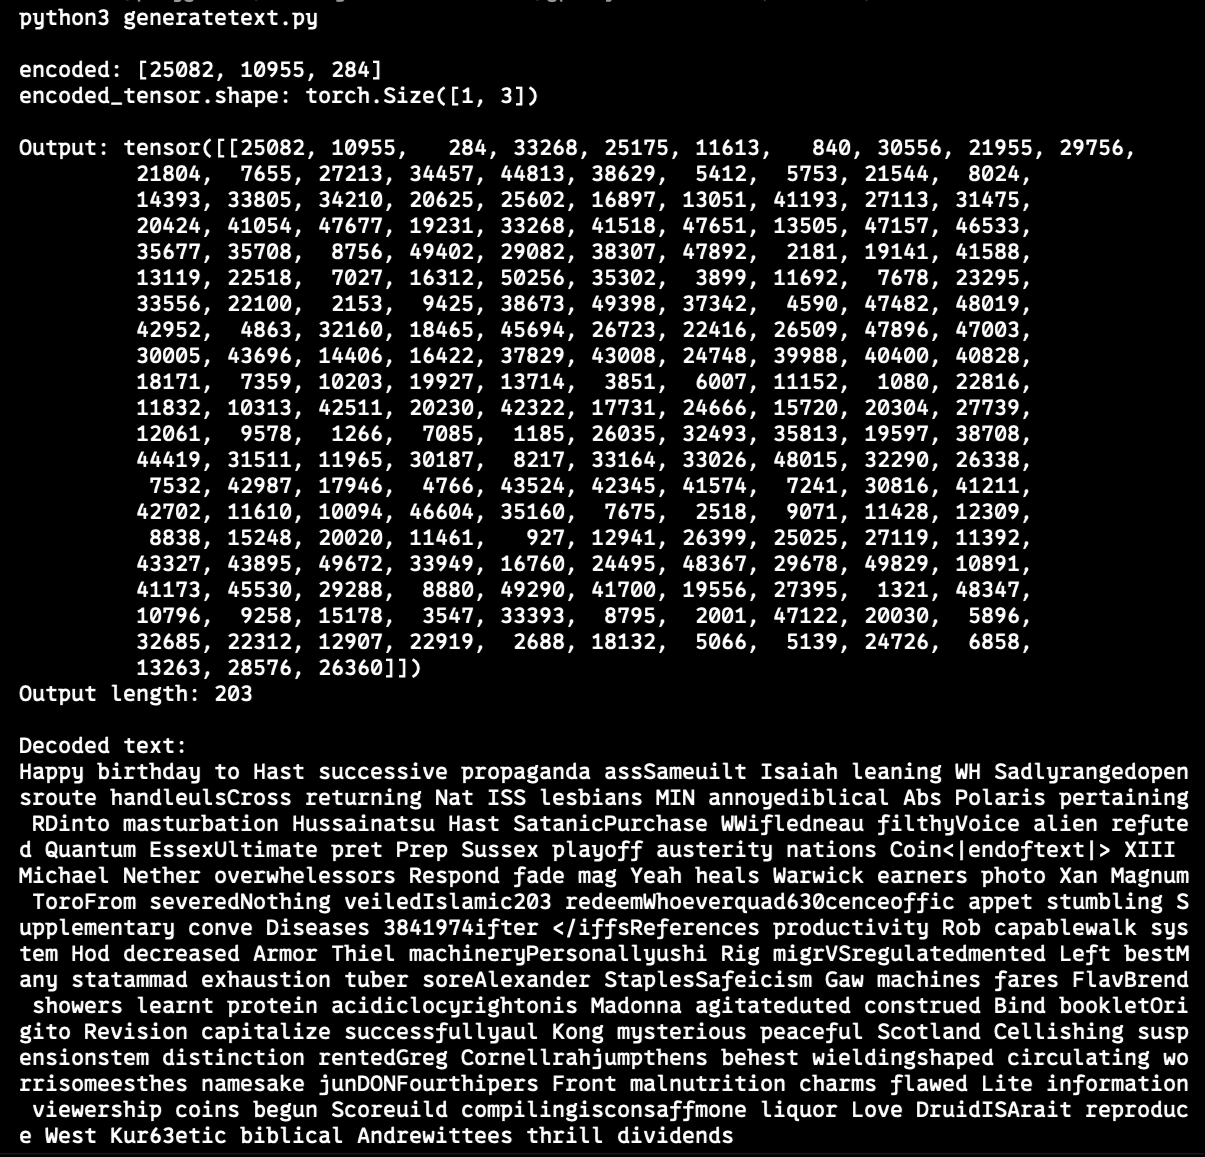 python3 generatetext.py
encoded: [25082, 10955, 284]
encoded_tensor.shape: torch.Size([1, 3])
Output: tensor([[25082, 10955,   284, 33268, 25175, 11613,   840, 30556, 21955, 29756,
21804,  7655, 27213, 34457, 44813, 38629,  5412,  5753, 21544,  8024,
14393, 33805, 34210, 20625, 25602, 16897, 13051, 41193, 27113, 31475,
20424, 41054, 47677, 19231, 33268, 41518, 47651, 13505, 47157, 46533,
35677, 35708,  8756, 49402, 29082, 38307, 47892,  2181, 19141, 41588,
13119, 22518,  7027, 16312, 50256, 35302,  3899, 11692,  7678, 23295,
33556, 22100,  2153,  9425, 38673, 49398, 37342,  4590, 47482, 48019,
42952,  4863, 32160, 18465, 45694, 26723, 22416, 26509, 47896, 47003,
30005, 43696, 14406, 16422, 37829, 43008, 24748, 39988, 40400, 40828,
18171,  7359, 10203, 19927, 13714,  3851,  6007, 11152,  1080, 22816,
11832, 10313, 42511, 20230, 42322, 17731, 24666, 15720, 20304, 27739,
12061,  9578,  1266,  7085,  1185, 26035, 32493, 35813, 19597, 38708,
44419, 31511, 11965, 30187,  8217, 33164, 33026, 48015, 32290, 26338,
7532, 42987, 17946,  4766, 43524, 42345, 41574,  7241, 30816, 41211,
42702, 11610, 10094, 46604, 35160,  7675,  2518,  9071, 11428, 12309,
8838, 15248, 20020, 11461,   927, 12941, 26399, 25025, 27119, 11392,
43327, 43895, 49672, 33949, 16760, 24495, 48367, 29678, 49829, 10891,
41173, 45530, 29288,  8880, 49290, 41700, 19556, 27395,  1321, 48347,
10796,  9258, 15178,  3547, 33393,  8795,  2001, 47122, 20030,  5896,
32685, 22312, 12907, 22919,  2688, 18132,  5066,  5139, 24726,  6858,
13263, 28576, 26360]])
Output length: 203
Decoded text:
Happy birthday to Hast successive propaganda assSameuilt Isaiah leaning WH Sadlyrangedopen
sroute handleulsCross returning Nat ISS lesbians MIN annoyediblical Abs Polaris pertaining
RDinto masturbation Hussainatsu Hast SatanicPurchase WWifledneau filthyVoice alien refute
d Quantum EssexUltimate pret Prep Sussex playoff austerity nations Coin<|endoftext|> XIII
Michael Nether overwhelessors Respond fade mag Yeah heals Warwick earners photo Xan Magnum
ToroFrom severedNothing veiledIslamic203 redeemWhoeverquad630cenceoffic appet stumbling S
upplementary conve Diseases 3841974ifter </iffsReferences productivity Rob capablewalk sys
tem Hod decreased Armor Thiel machineryPersonallyushi Rig migrVSregulatedmented Left bestM
any statammad exhaustion tuber soreAlexander StaplesSafeicism Gaw machines fares FlavBrend
showers learnt protein acidiclocyrightonis Madonna agitateduted construed Bind bookletOri
gito Revision capitalize successfullyaul Kong mysterious peaceful Scotland Cellishing susp
ensionstem distinction rentedGreg Cornellrahjumpthens behest wieldingshaped circulating wo
rrisomeesthes namesake junDONFourthipers Front malnutrition charms flawed Lite information
viewership coins begun Scoreuild compilingisconsaffmone liquor Love DruidISArait reproduc
e West Kur63etic biblical Andrewittees thrill dividends